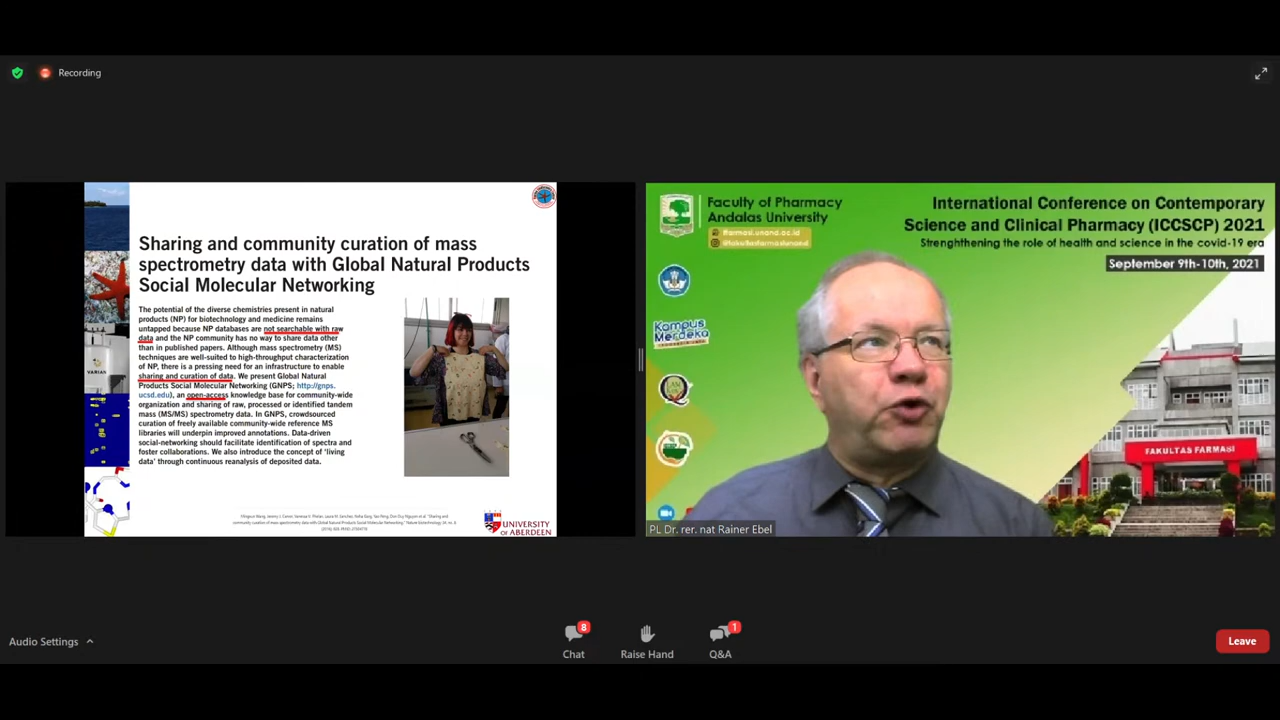 Recording
Sharing and community curation of mass
spectrometry data with Global Natural Products
Social Molecular Networking
The potential of the diverse chemistries present in natural
products (NP) for biotechnology and medicine remains
untapped because NP databases are not searchable with raw
data and the NP community has no way to share data other
than in published papers. Although mass spectrometry (MS)
techniques are well-suited to high-throughput characterization
of NP, there is a pressing need for an infrastructure to enable
sharing and curation of data. We present Global Natural
Products Social Molecular Networking (GNPS; http://gnps.
ucsd.edu), an open-access knowledge base for community-wide
organization and sharing of raw, processed or identified tandem
mass (MS/MS) spectrometry data. In GNPS, crowdsourced
curation of freely available community-wide reference MS
libraries will underpin improved annotations. Data-driven
social-networking should facilitate identification of spectra and
foster collaborations. We also introduce the concept of 'living
data' through continuous reanalysis of deposited data.
VARIAN
UNIVERSITY
OF ABERDEEN
Faculty of Pharmacy
Andalas University
ffarmasi.unand.ac.id
@fakultasfarmasiunand
International Conference on Contemporary
Science and Clinical Pharmacy (ICCSCP) 2021
Strenghthening the role of health and science in the covid-19 era
September 9th-10th, 2021
Kampus
Merdeka
FAKULTAS FARMASI
PL Dr. rer. nat Rainer Ebel
Audio Settings
8
Chat
Raise Hand
1
Q&A
Leave